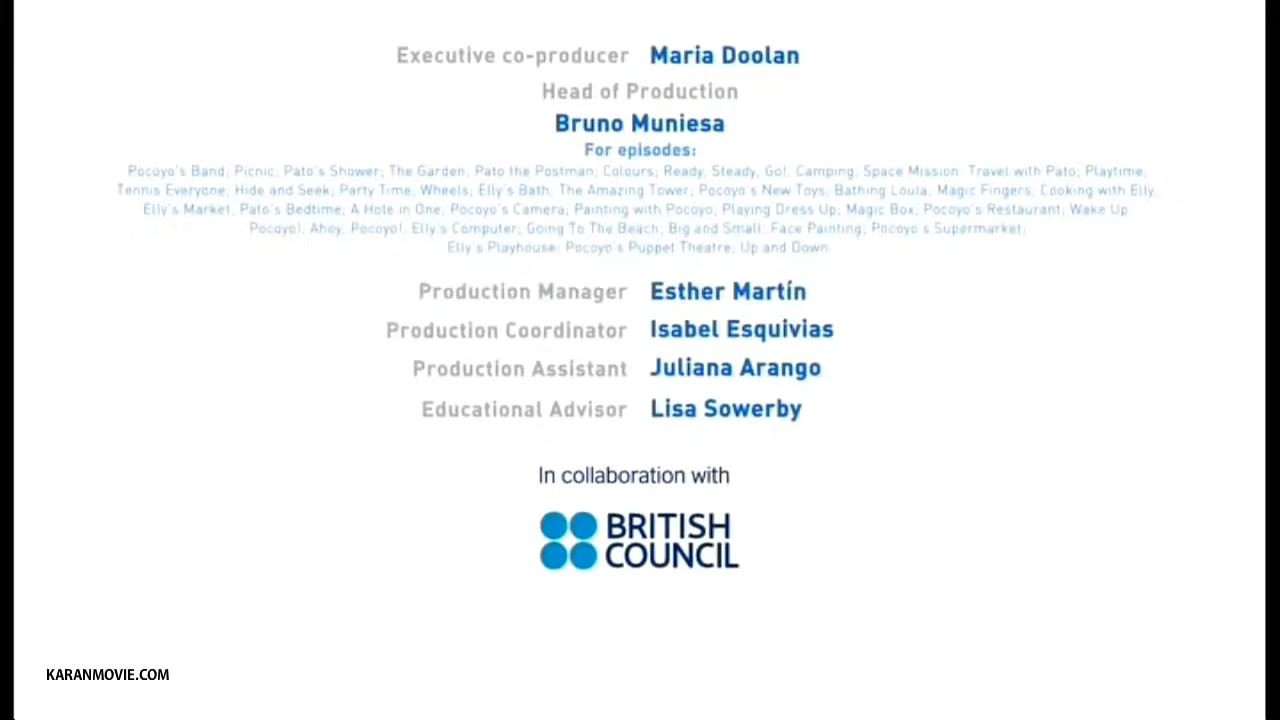 Executive co-producer Maria Doolan
Head of Production
Bruno Muniesa
For episodes:
Pocoyo's Band; Picnic; Pato's Shower; The Garden; Pato the Postman; Colours; Ready, Steady, Go!; Camping; Space Mission; Travel with Pato; Playtime;
Tennis Everyone; Hide and Seek; Party Time; Wheels; Elly's Bath; The Amazing Tower; Pocoyo's New Toys; Bathing Loula; Magic Fingers; Cooking with Elly
Elly's Market; Pato's Bedtime; A Hole in One; Pocoyo's Camera; Painting with Pocoyo; Playing Dress Up; Magic Box; Pocoyo's Restaurant; Wake Up
Pocoyo!; Ahoy, Pocoyo!; Elly's Computer; Going To The Beach; Big and Small; Face Painting; Pocoyo's Supermarket;
Elly's Playhouse; Pocoyo's Puppet Theatre; Up and Down
Production Manager Esther Martín
Production Coordinator Isabel Esquivias
Production Assistant Juliana Arango
Educational Advisor Lisa Sowerby
In collaboration with
BRITISH
COUNCIL
KARANMOVIE.COM